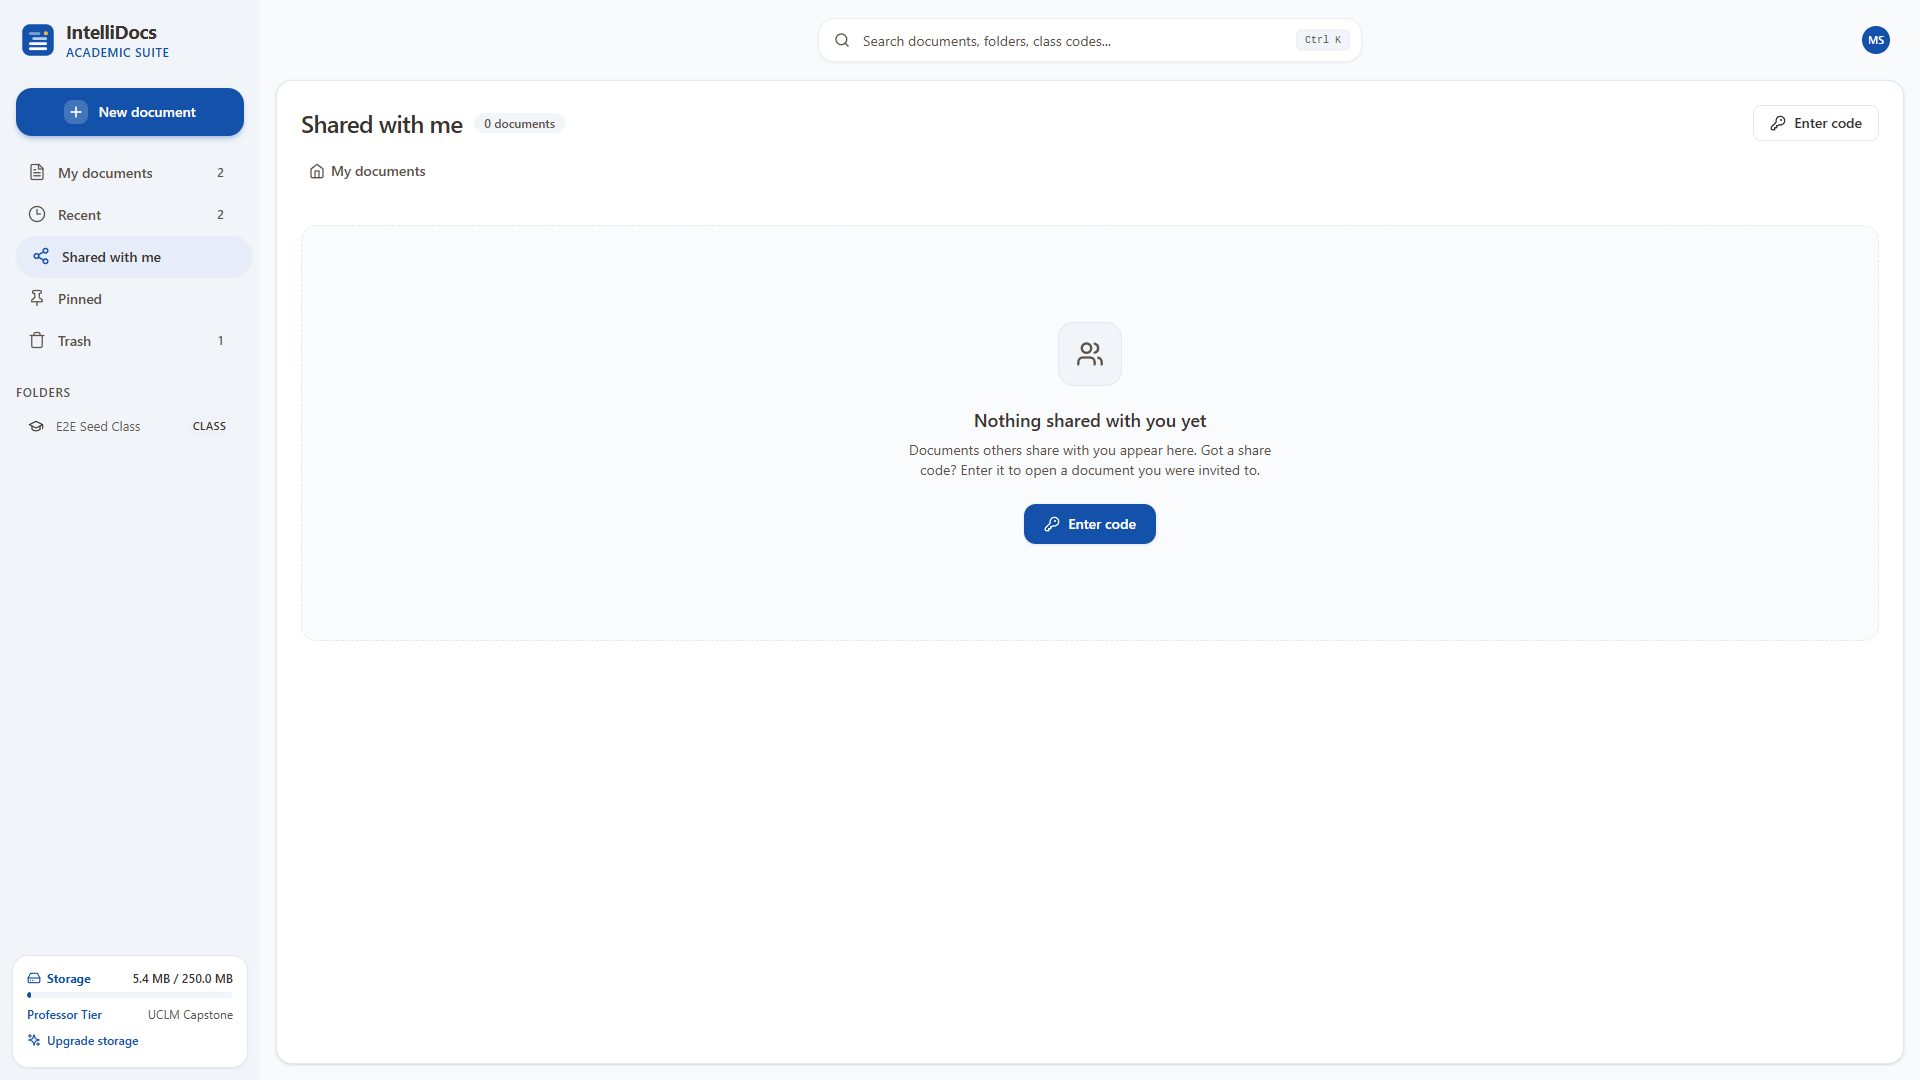 IntelliDocs
ACADEMIC SUITE
Search documents, folders, class codes...
Ctrl K
MS
New document
My documents 2
Recent 2
Shared with me
Pinned
Trash 1
FOLDERS
E2E Seed Class CLASS
Shared with me
0 documents
Enter code
My documents
Nothing shared with you yet
Documents others share with you appear here. Got a share
code? Enter it to open a document you were invited to.
Enter code
Storage 5.4 MB / 250.0 MB
Professor Tier UCLM Capstone
Upgrade storage